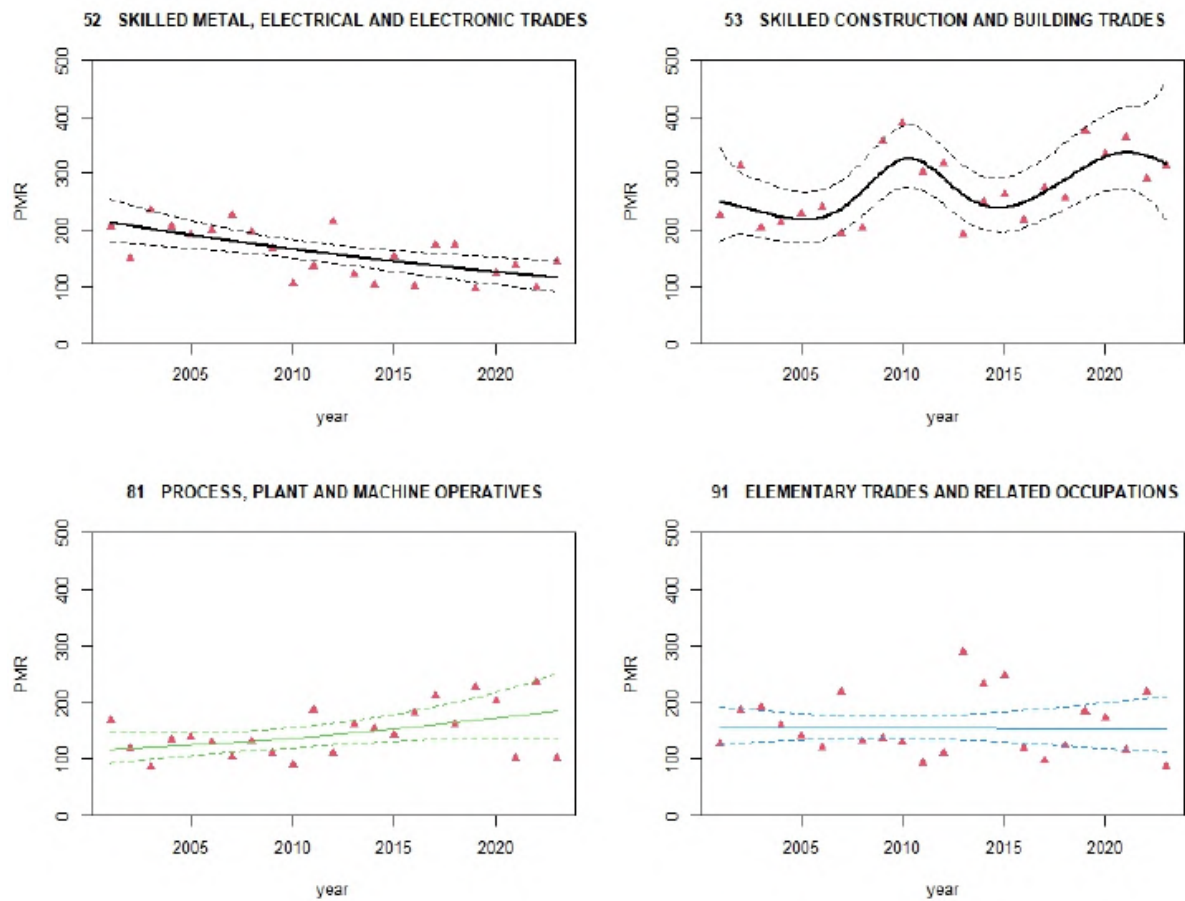 52 SKILLED METAL, ELECTRICAL AND ELECTRONIC TRADES
500
400
300
200
100
0
PMR
2005 2010 2015 2020
year
53 SKILLED CONSTRUCTION AND BUILDING TRADES
500
400
300
200
100
0
PMR
2005 2010 2015 2020
year
81 PROCESS, PLANT AND MACHINE OPERATIVES
500
400
300
200
100
0
PMR
2005 2010 2015 2020
year
91 ELEMENTARY TRADES AND RELATED OCCUPATIONS
500
400
300
200
100
0
PMR
2005 2010 2015 2020
year